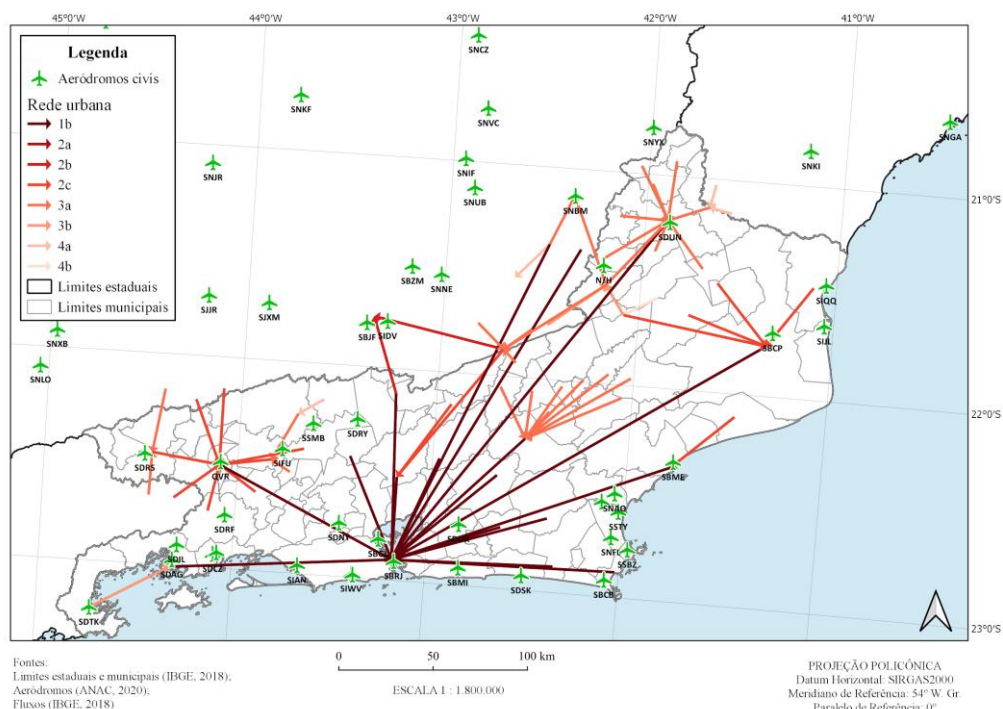 45°0'W 44°0'W 43°0'W 42°0'W 41°0'W
Legenda
Aeródromos civis
Rede urbana
1b
2a
2b
2c
3a
3b
4a
4b
Limites estaduais
Limites municipais
SNCZ
SNKF
SNVC
SNYX
SNGA
SNKI
SNJR
SNIF
SNUB
SNBM
21°0'S
SDUN
SBZM
SNNE
SJJR
SJXM
SIQQ
SNXB
SBJF
SIDV
SBCP
SIJL
SNLO
22°0'S
SSMB
SDRY
SDRS
SIFU
QVR
SBME
SNAQ
SSTY
SDRF
SDNY
SNFL
SSBZ
SDJL
SDAG
SDCZ
SIAN
SBRJ
SIWV
SBMI
SDSK
SBCB
SDTK
23°0'S
Fontes:
Limites estaduais e municipais (IBGE, 2018);
Aeródromos (ANAC, 2020);
Fluxos (IBGE, 2018)
0 50 100 km
ESCALA 1 : 1.800.000
PROJEÇÃO POLICÔNICA
Datum Horizontal: SIRGAS2000
Meridiano de Referência: 54° W. Gr.
Paralelo de Referência: 0°